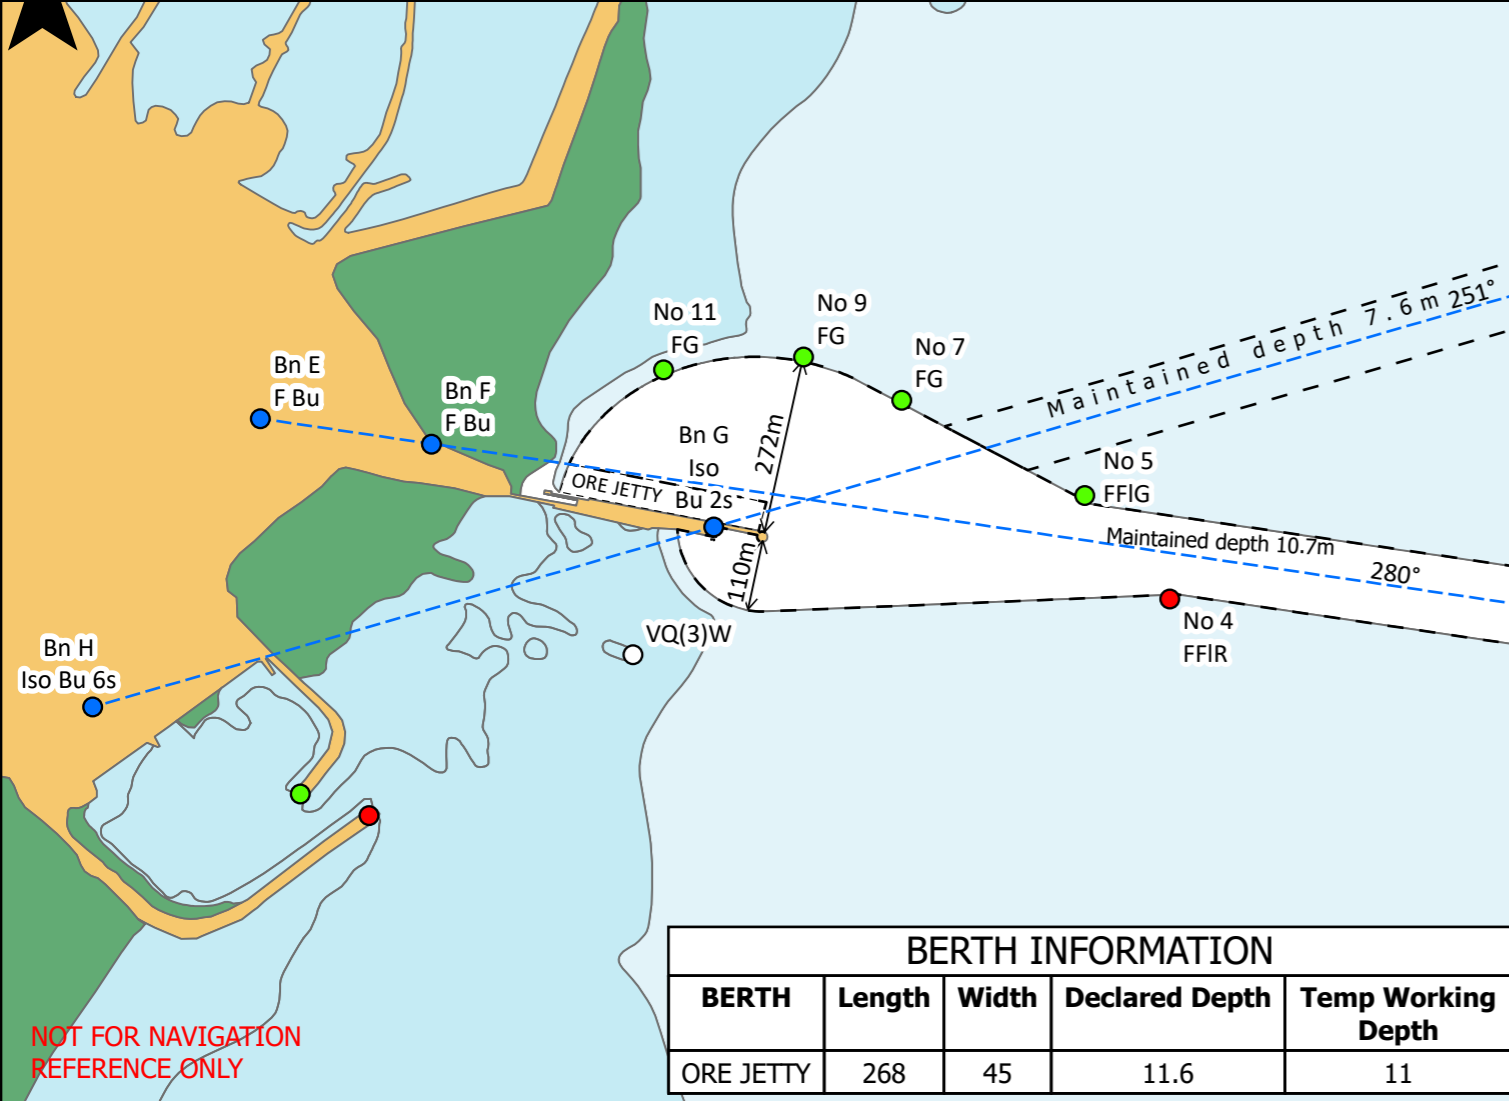 No 11
FG
No 9
FG
No 7
FG
Maintained depth 7.6m 251°
Bn E
F Bu
Bn F
F Bu
Bn G
Iso
Bu 2s
272m
ORE JETTY
No 5
FFlG
Maintained depth 10.7m
280°
110m
No 4
FFlR
VQ(3)W
Bn H
Iso Bu 6s
NOT FOR NAVIGATION
REFERENCE ONLY
BERTH INFORMATION
BERTH Length Width Declared Depth Temp Working
Depth
ORE JETTY 268 45 11.6 11